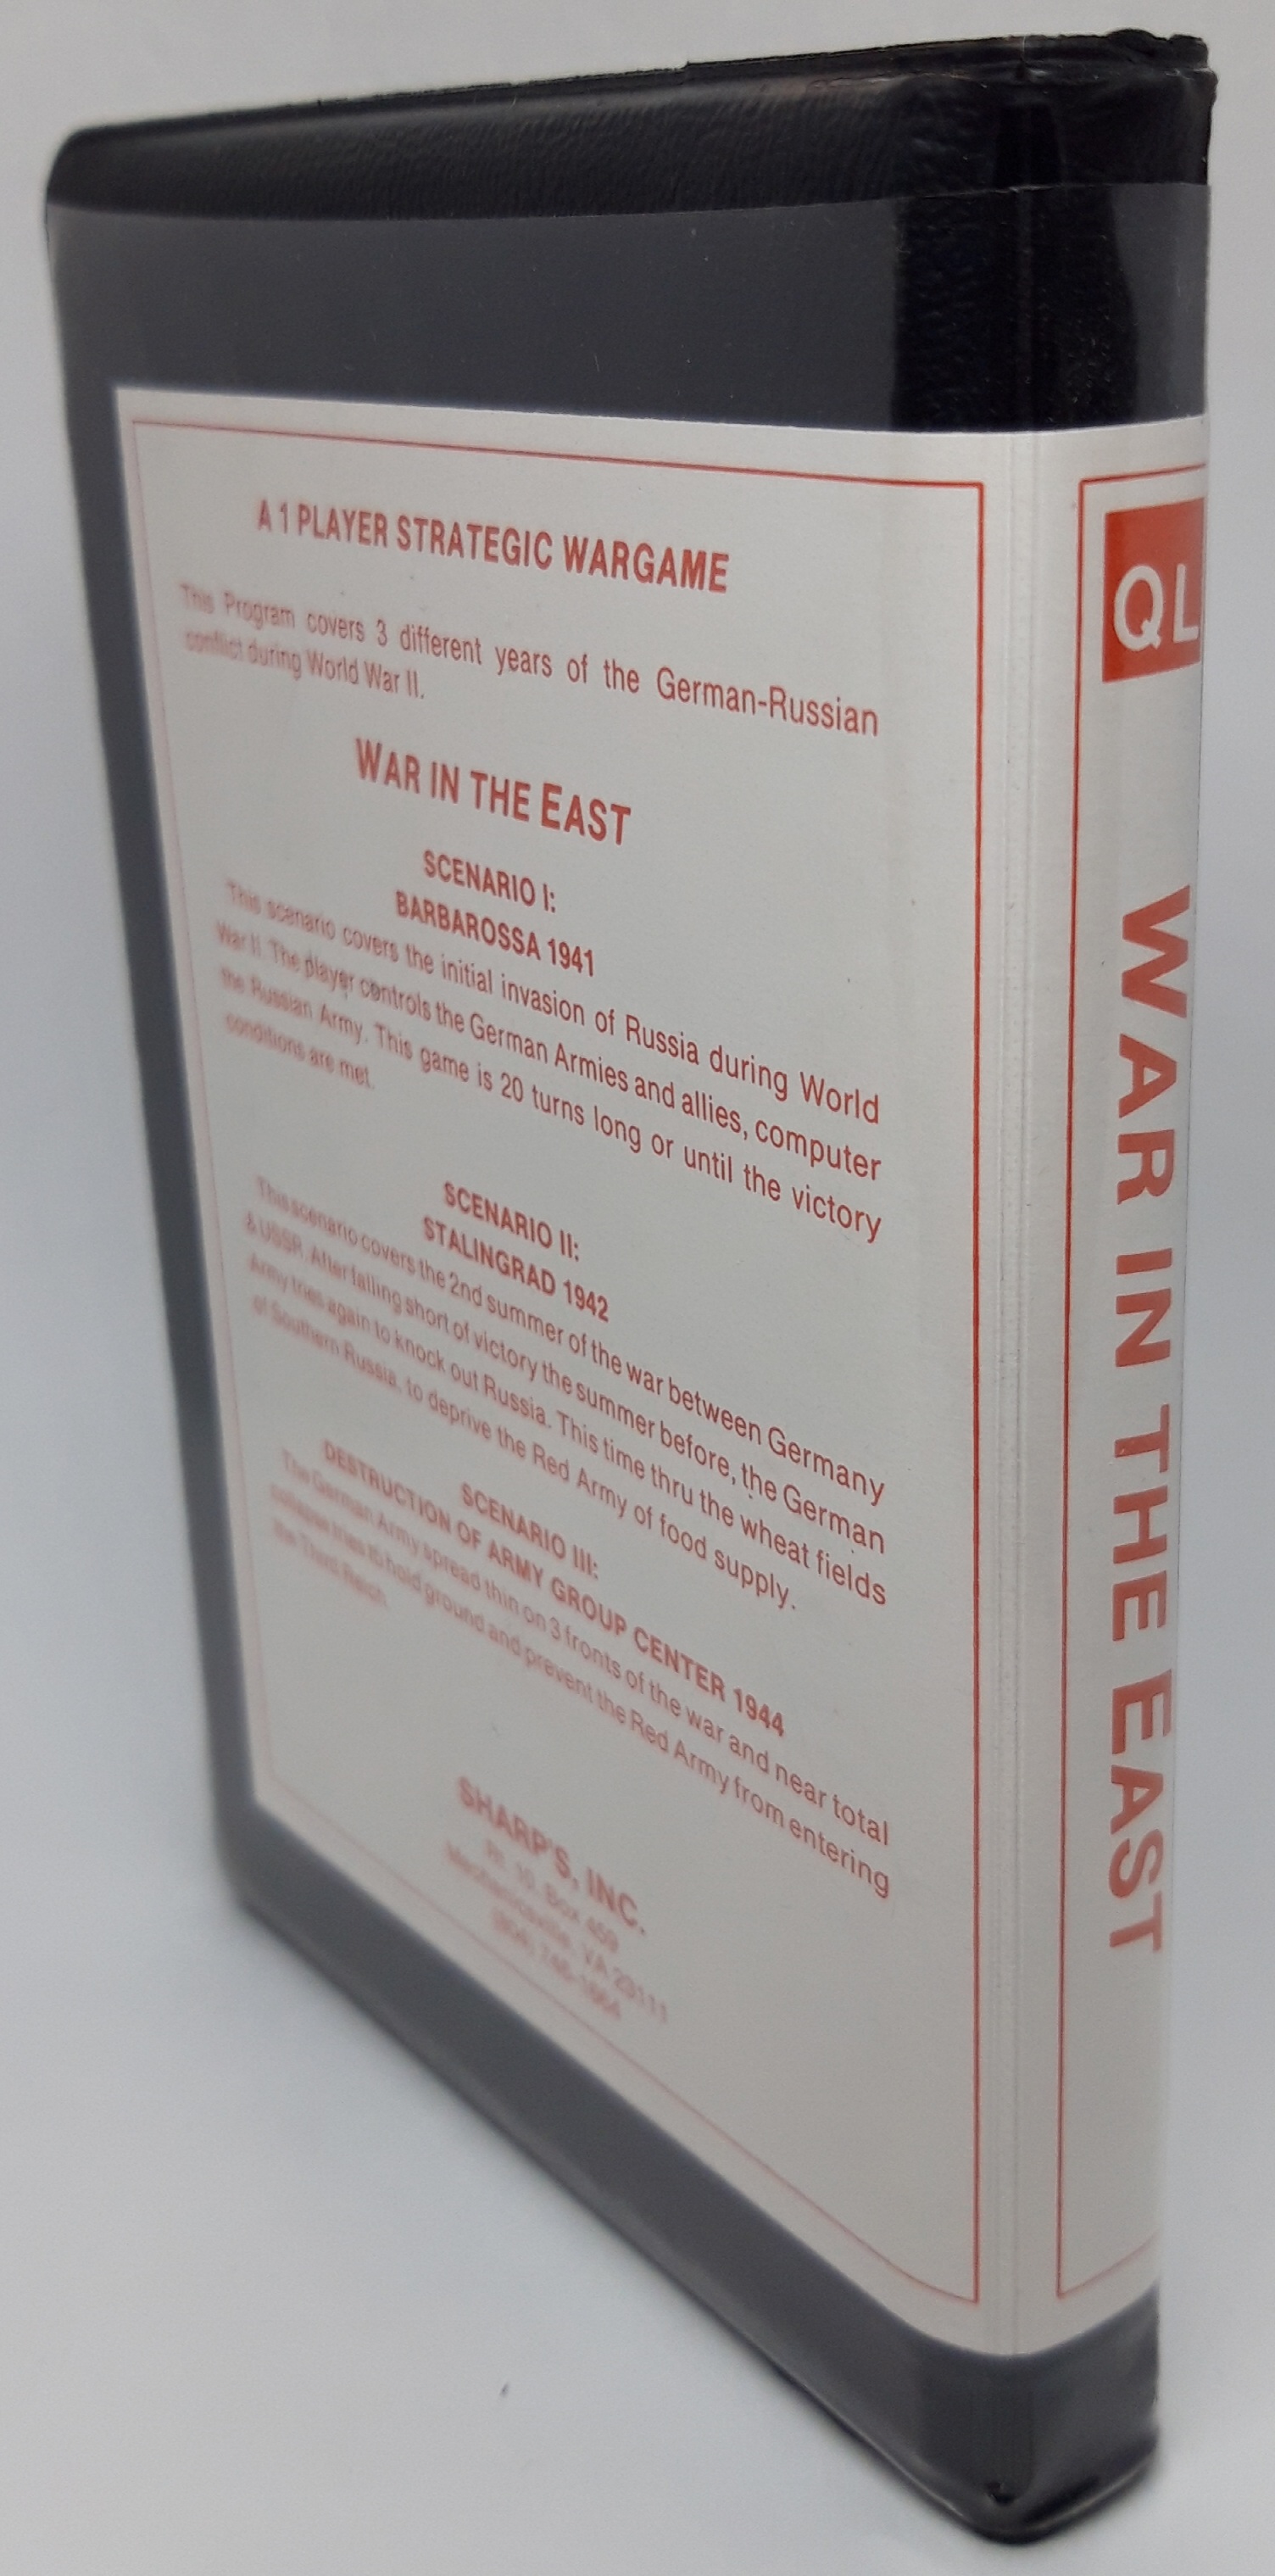 A 1 PLAYER STRATEGIC WARGAME
This Program covers 3 different years of the German-Russian
conflict during World War II.
WAR IN THE EAST
SCENARIO I:
BARBAROSSA 1941
This scenario covers the initial invasion of Russia during World
War II. The player controls the German Armies and allies, computer
the Russian Army. This game is 20 turns long or until the victory
conditions are met.
SCENARIO II:
STALINGRAD 1942
This scenario covers the 2nd summer of the war between Germany
& USSR. After falling short of victory the summer before, the German
Army tries again to knock out Russia. This time thru the wheat fields
of Southern Russia, to deprive the Red Army of food supply.
SCENARIO III:
DESTRUCTION OF ARMY GROUP CENTER 1944
The German Army spread thin on 3 fronts of the war and near total
collapse tries to hold ground and prevent the Red Army from entering
the Third Reich.
SHARP'S, INC.
Rt. 10, Box 459
Mechanicsville, VA 23111
(804)
QL
WAR IN THE EAST